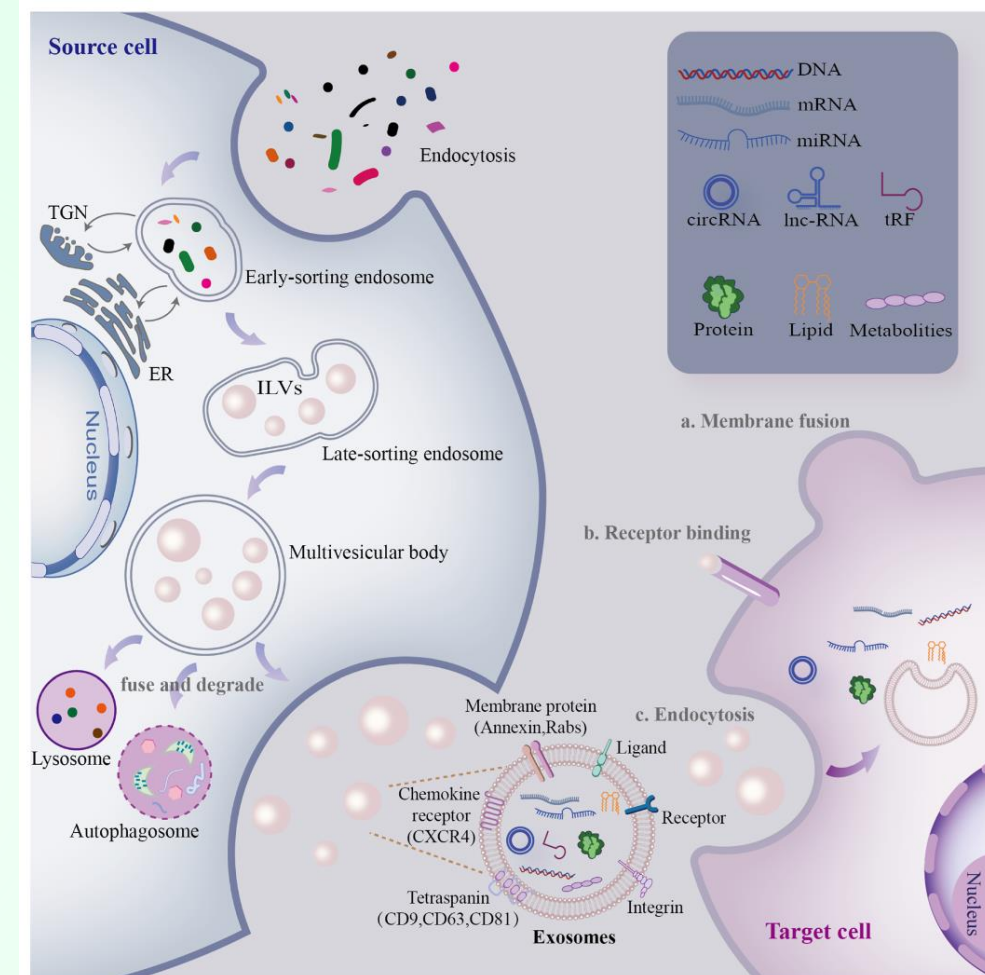 Source cell
Endocytosis
TGN
Early-sorting endosome
ER
Nucleus
ILVs
Late-sorting endosome
Multivesicular body
fuse and degrade
Lysosome
Autophagosome
DNA
mRNA
miRNA
circRNA
lnc-RNA
tRF
Protein
Lipid
Metabolities
a. Membrane fusion
b. Receptor binding
c. Endocytosis
Membrane protein
(Annexin,Rabs)
Ligand
Chemokine
receptor
(CXCR4)
Receptor
Tetraspanin
(CD9,CD63,CD81)
Integrin
Exosomes
Target cell
Nucleus